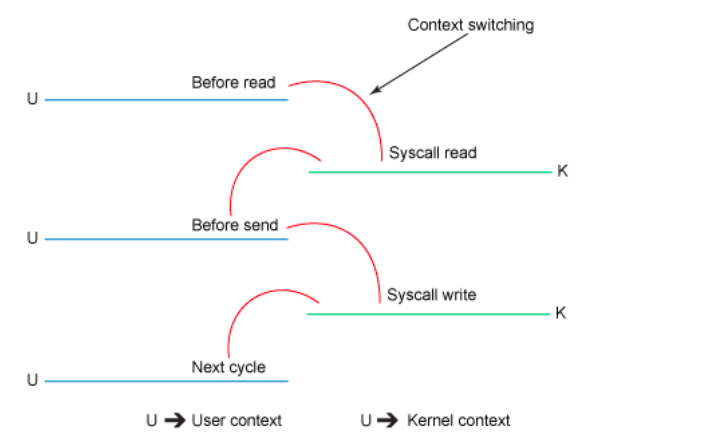 Context switching
Before read
U
Syscall read
K
Before send
U
Syscall write
K
Next cycle
U
U ➔ User context
U ➔ Kernel context